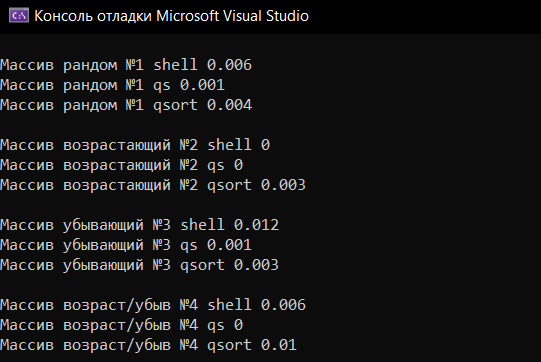 Консоль отладки Microsoft Visual Studio
Массив рандом №1 shell 0.006
Массив рандом №1 qs 0.001
Массив рандом №1 qsort 0.004
Массив возрастающий №2 shell 0
Массив возрастающий №2 qs 0
Массив возрастающий №2 qsort 0.003
Массив убывающий №3 shell 0.012
Массив убывающий №3 qs 0.001
Массив убывающий №3 qsort 0.003
Массив возраст/убыв №4 shell 0.006
Массив возраст/убыв №4 qs 0
Массив возраст/убыв №4 qsort 0.01